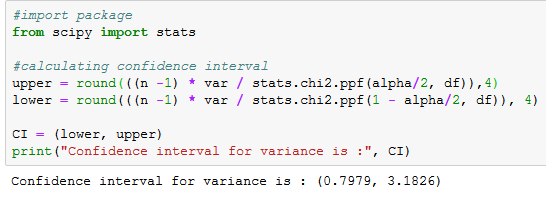 #import package
from scipy import stats
#calculating confidence interval
upper = round(((n -1) * var / stats.chi2.ppf(alpha/2, df)),4)
lower = round(((n -1) * var / stats.chi2.ppf(1 - alpha/2, df)), 4)
CI = (lower, upper)
print("Confidence interval for variance is :", CI)
Confidence interval for variance is : (0.7979, 3.1826)